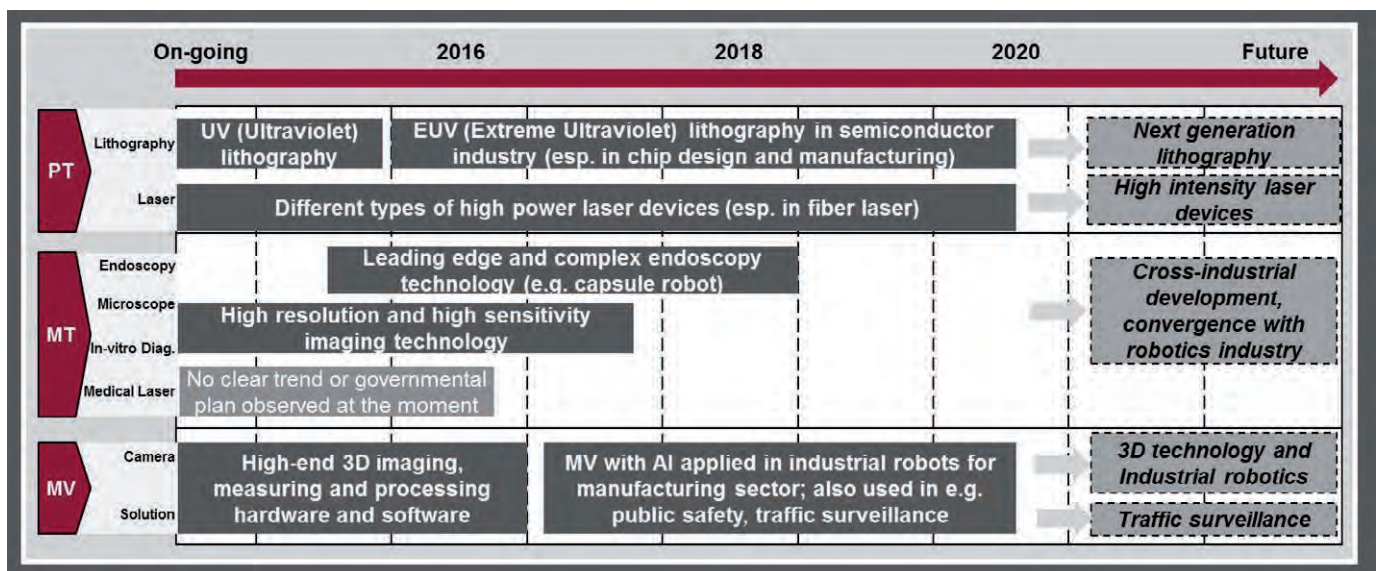 On-going 2016 2018 2020 Future
PT
Lithography
UV (Ultraviolet)
lithography
EUV (Extreme Ultraviolet) lithography in semiconductor
industry (esp. in chip design and manufacturing)
Next generation
lithography
Laser
Different types of high power laser devices (esp. in fiber laser)
High intensity laser
devices
MT
Endoscopy
Leading edge and complex endoscopy
technology (e.g. capsule robot)
Microscope
In-vitro Diag.
High resolution and high sensitivity
imaging technology
Medical Laser
No clear trend or governmental
plan observed at the moment
Cross-industrial
development,
convergence with
robotics industry
MV
Camera
Solution
High-end 3D imaging,
measuring and processing
hardware and software
MV with AI applied in industrial robots for
manufacturing sector; also used in e.g.
public safety, traffic surveillance
3D technology and
Industrial robotics
Traffic surveillance